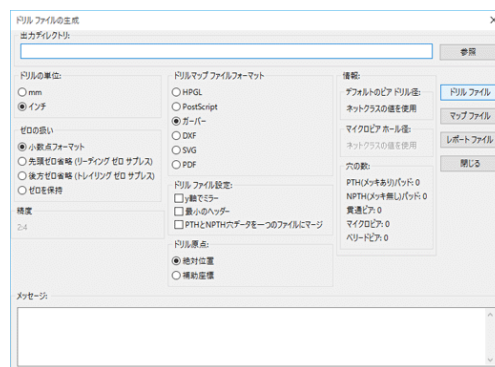 ドリル ファイルの生成
出力ディレクトリ:
参照
ドリルの単位:
mm
インチ
ゼロの扱い
小数点フォーマット
先頭ゼロ省略 (リーディング ゼロ サプレス)
後方ゼロ省略 (トレイリング ゼロ サプレス)
ゼロを保持
精度
2:4
ドリルマップ ファイルフォーマット
HPGL
PostScript
ガーバー
DXF
SVG
PDF
ドリル ファイル設定:
y軸でミラー
最小のヘッダー
PTHとNPTH穴データを一つのファイルにマージ
ドリル原点:
絶対位置
補助座標
情報:
デフォルトのビア ドリル径:
ネットクラスの値を使用
マイクロビア ホール径:
ネットクラスの値を使用
穴の数:
PTH(メッキあり)パッド: 0
NPTH(メッキ無し)パッド: 0
貫通ビア: 0
マイクロビア: 0
ベリードビア: 0
ドリル ファイル
マップ ファイル
レポート ファイル
閉じる
メッセージ: